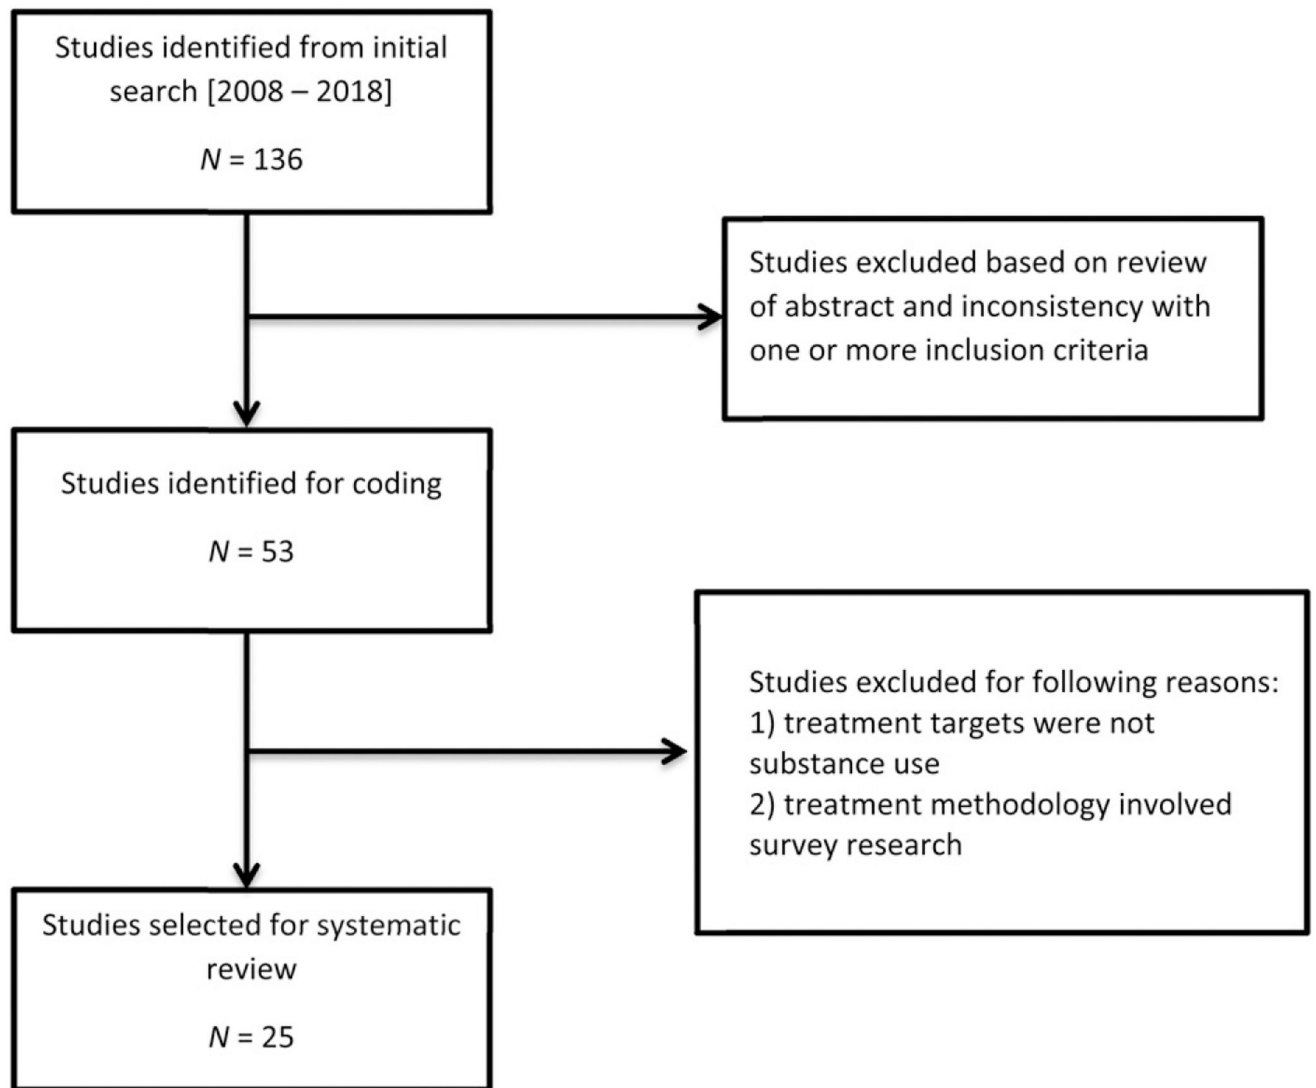 Studies identified from initial
search [2008 – 2018]
N = 136
Studies excluded based on review
of abstract and inconsistency with
one or more inclusion criteria
Studies identified for coding
N = 53
Studies excluded for following reasons:
1) treatment targets were not
substance use
2) treatment methodology involved
survey research
Studies selected for systematic
review
N = 25